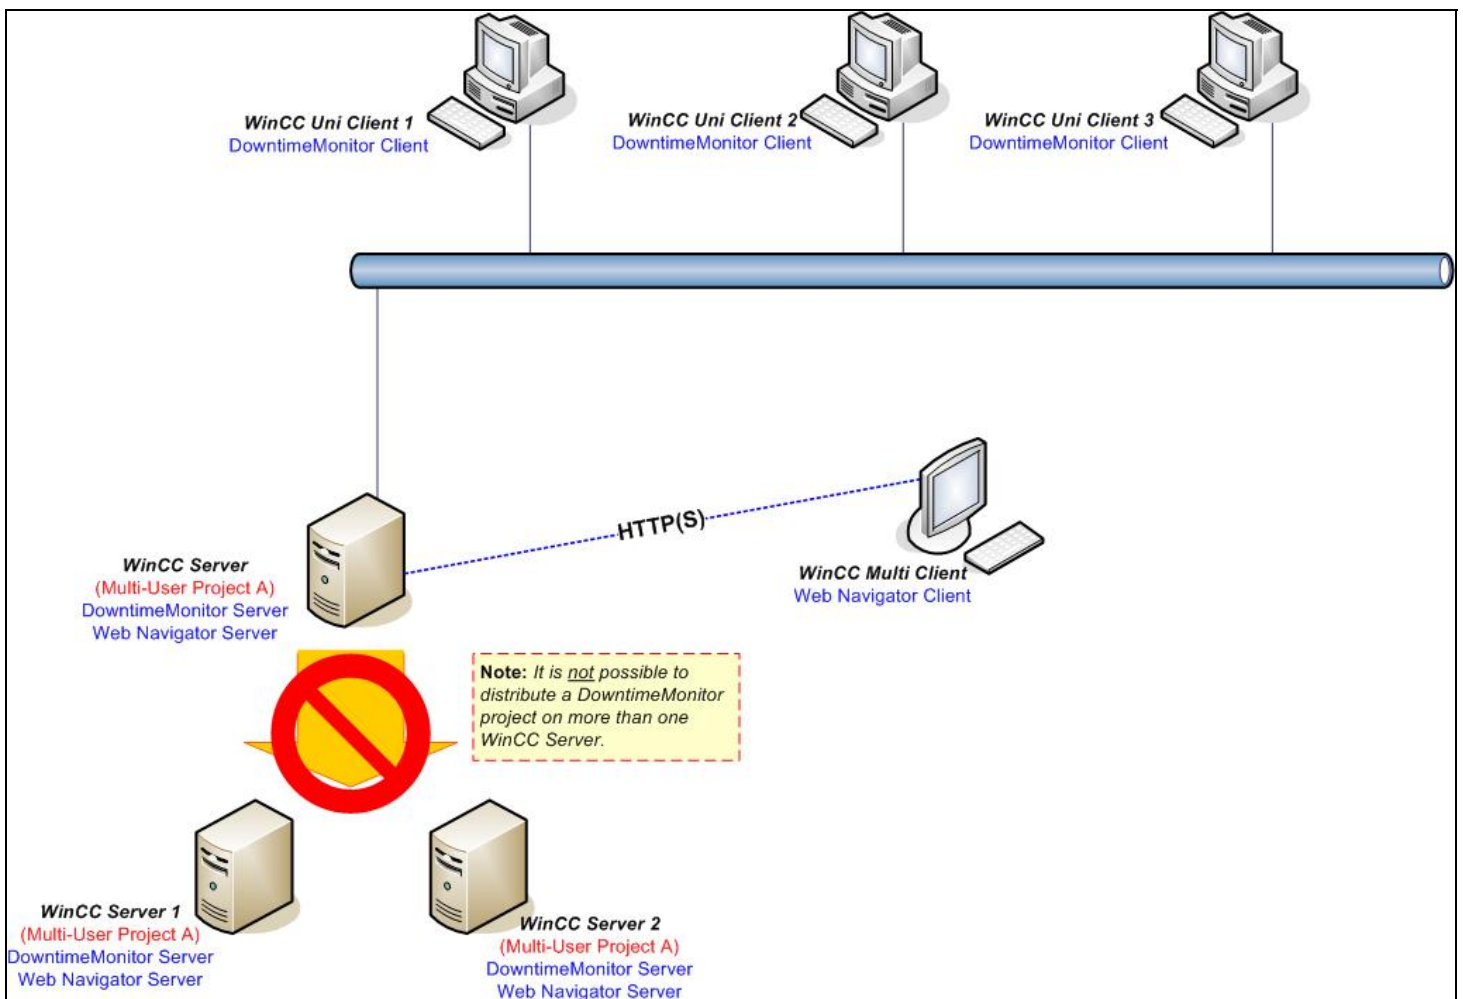 WinCC Uni Client 1
DowntimeMonitor Client
WinCC Uni Client 2
DowntimeMonitor Client
WinCC Uni Client 3
DowntimeMonitor Client
HTTP(S)
WinCC Server
(Multi-User Project A)
DowntimeMonitor Server
Web Navigator Server
WinCC Multi Client
Web Navigator Client
Note: It is not possible to
distribute a DowntimeMonitor
project on more than one
WinCC Server.
WinCC Server 1
(Multi-User Project A)
DowntimeMonitor Server
Web Navigator Server
WinCC Server 2
(Multi-User Project A)
DowntimeMonitor Server
Web Navigator Server